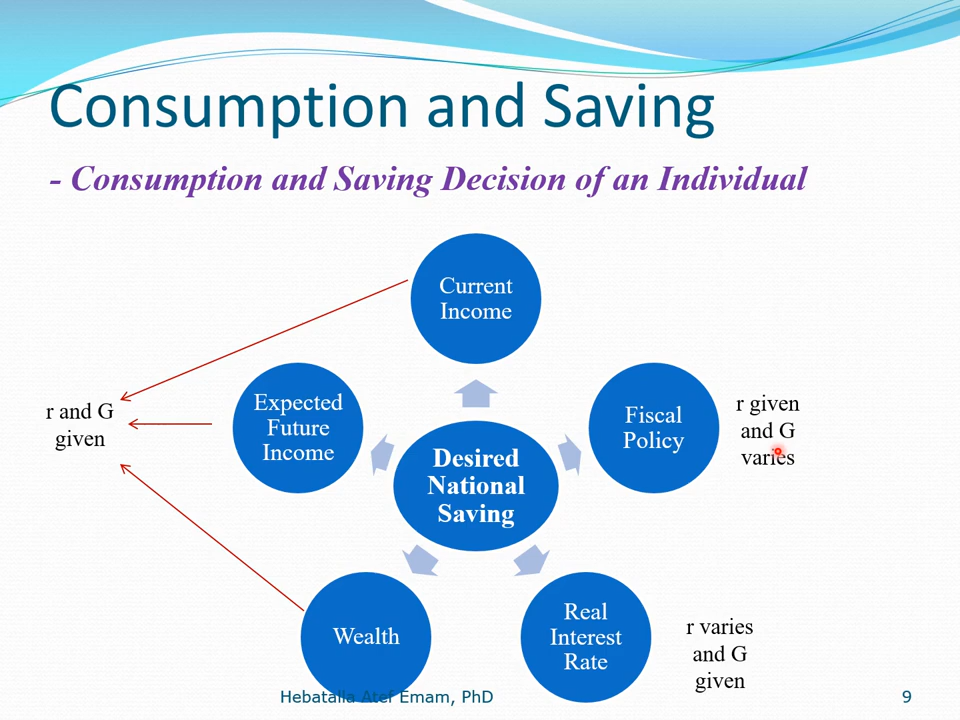 Consumption and Saving
- Consumption and Saving Decision of an Individual
Current
Income
Expected
Future
Income
r and G
given
Fiscal
Policy
r given
and G
varies
Desired
National
Saving
Wealth
Real
Interest
Rate
r varies
and G
given
Hebatalla Atef Emam, PhD
9